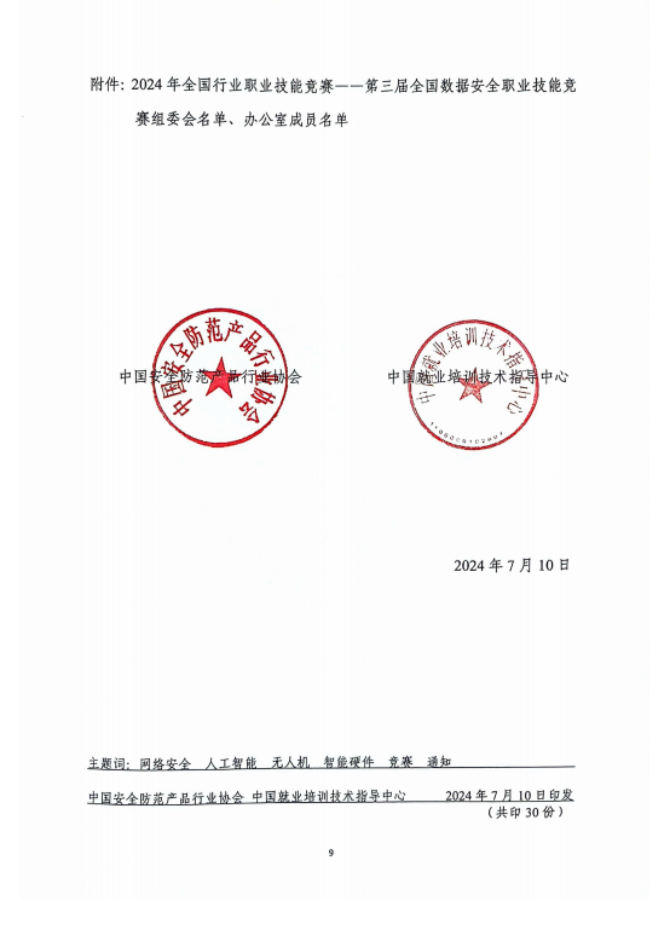 附件：2024 年全国行业职业技能竞赛——第三届全国数据安全职业技能竞
赛组委会名单、办公室成员名单
中国安全防范产品行业协会
中国安全防范产品行业协会
中国就业培训技术指导中心
中国就业培训技术指导中心
2024 年 7 月 10 日
主题词：网络安全 人工智能 无人机 智能硬件 竞赛 通知
中国安全防范产品行业协会 中国就业培训技术指导中心 2024 年 7 月 10 日印发
（共印 30 份）
9